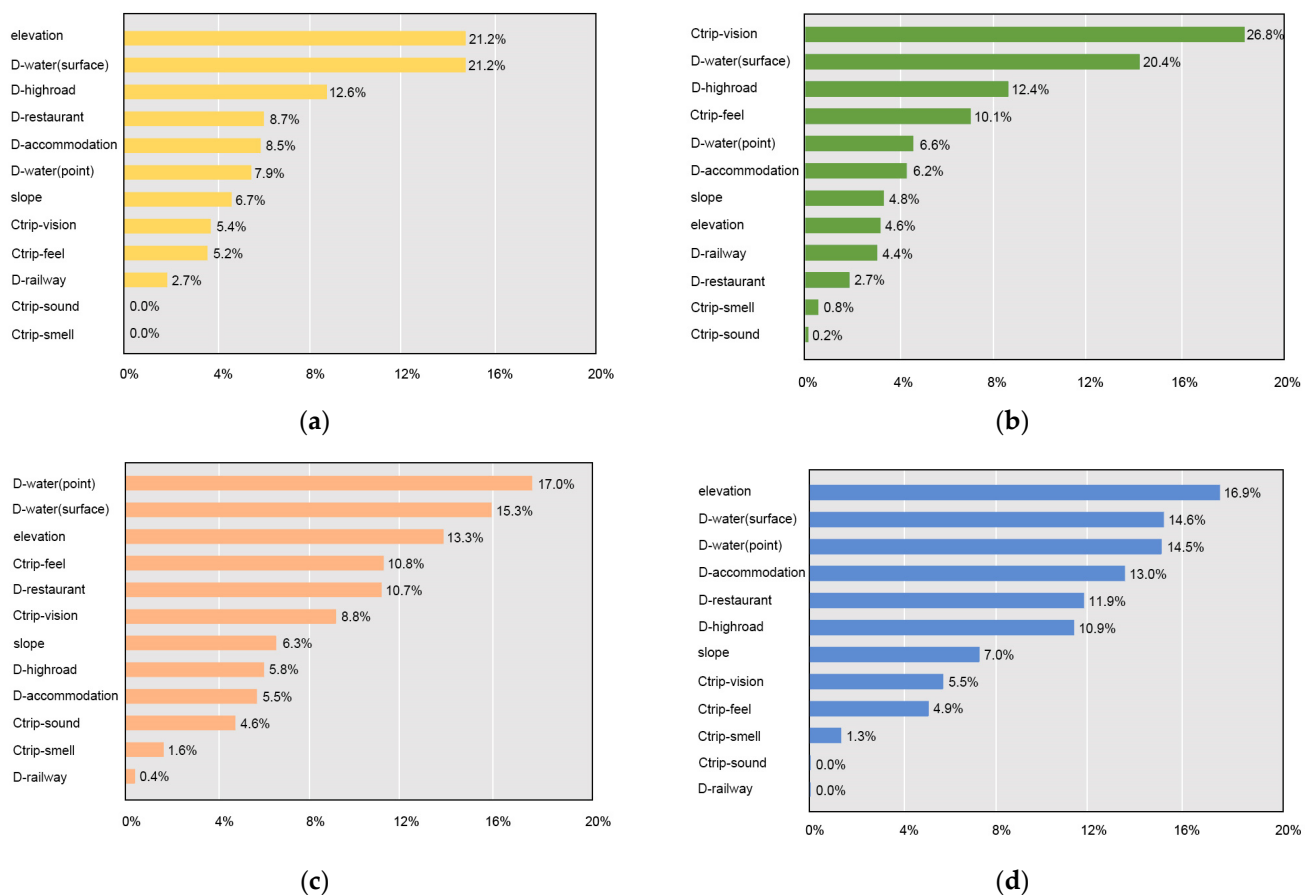 elevation 21.2%
D-water(surface) 21.2%
D-highroad 12.6%
D-restaurant 8.7%
D-accommodation 8.5%
D-water(point) 7.9%
slope 6.7%
Ctrip-vision 5.4%
Ctrip-feel 5.2%
D-railway 2.7%
Ctrip-sound 0.0%
Ctrip-smell 0.0%
0% 4% 8% 12% 16% 20%
(a)
Ctrip-vision 26.8%
D-water(surface) 20.4%
D-highroad 12.4%
Ctrip-feel 10.1%
D-water(point) 6.6%
D-accommodation 6.2%
slope 4.8%
elevation 4.6%
D-railway 4.4%
D-restaurant 2.7%
Ctrip-smell 0.8%
Ctrip-sound 0.2%
0% 4% 8% 12% 16% 20%
(b)
D-water(point) 17.0%
D-water(surface) 15.3%
elevation 13.3%
Ctrip-feel 10.8%
D-restaurant 10.7%
Ctrip-vision 8.8%
slope 6.3%
D-highroad 5.8%
D-accommodation 5.5%
Ctrip-sound 4.6%
Ctrip-smell 1.6%
D-railway 0.4%
0% 4% 8% 12% 16% 20%
(c)
elevation 16.9%
D-water(surface) 14.6%
D-water(point) 14.5%
D-accommodation 13.0%
D-restaurant 11.9%
D-highroad 10.9%
slope 7.0%
Ctrip-vision 5.5%
Ctrip-feel 4.9%
Ctrip-smell 1.3%
Ctrip-sound 0.0%
D-railway 0.0%
0% 4% 8% 12% 16% 20%
(d)